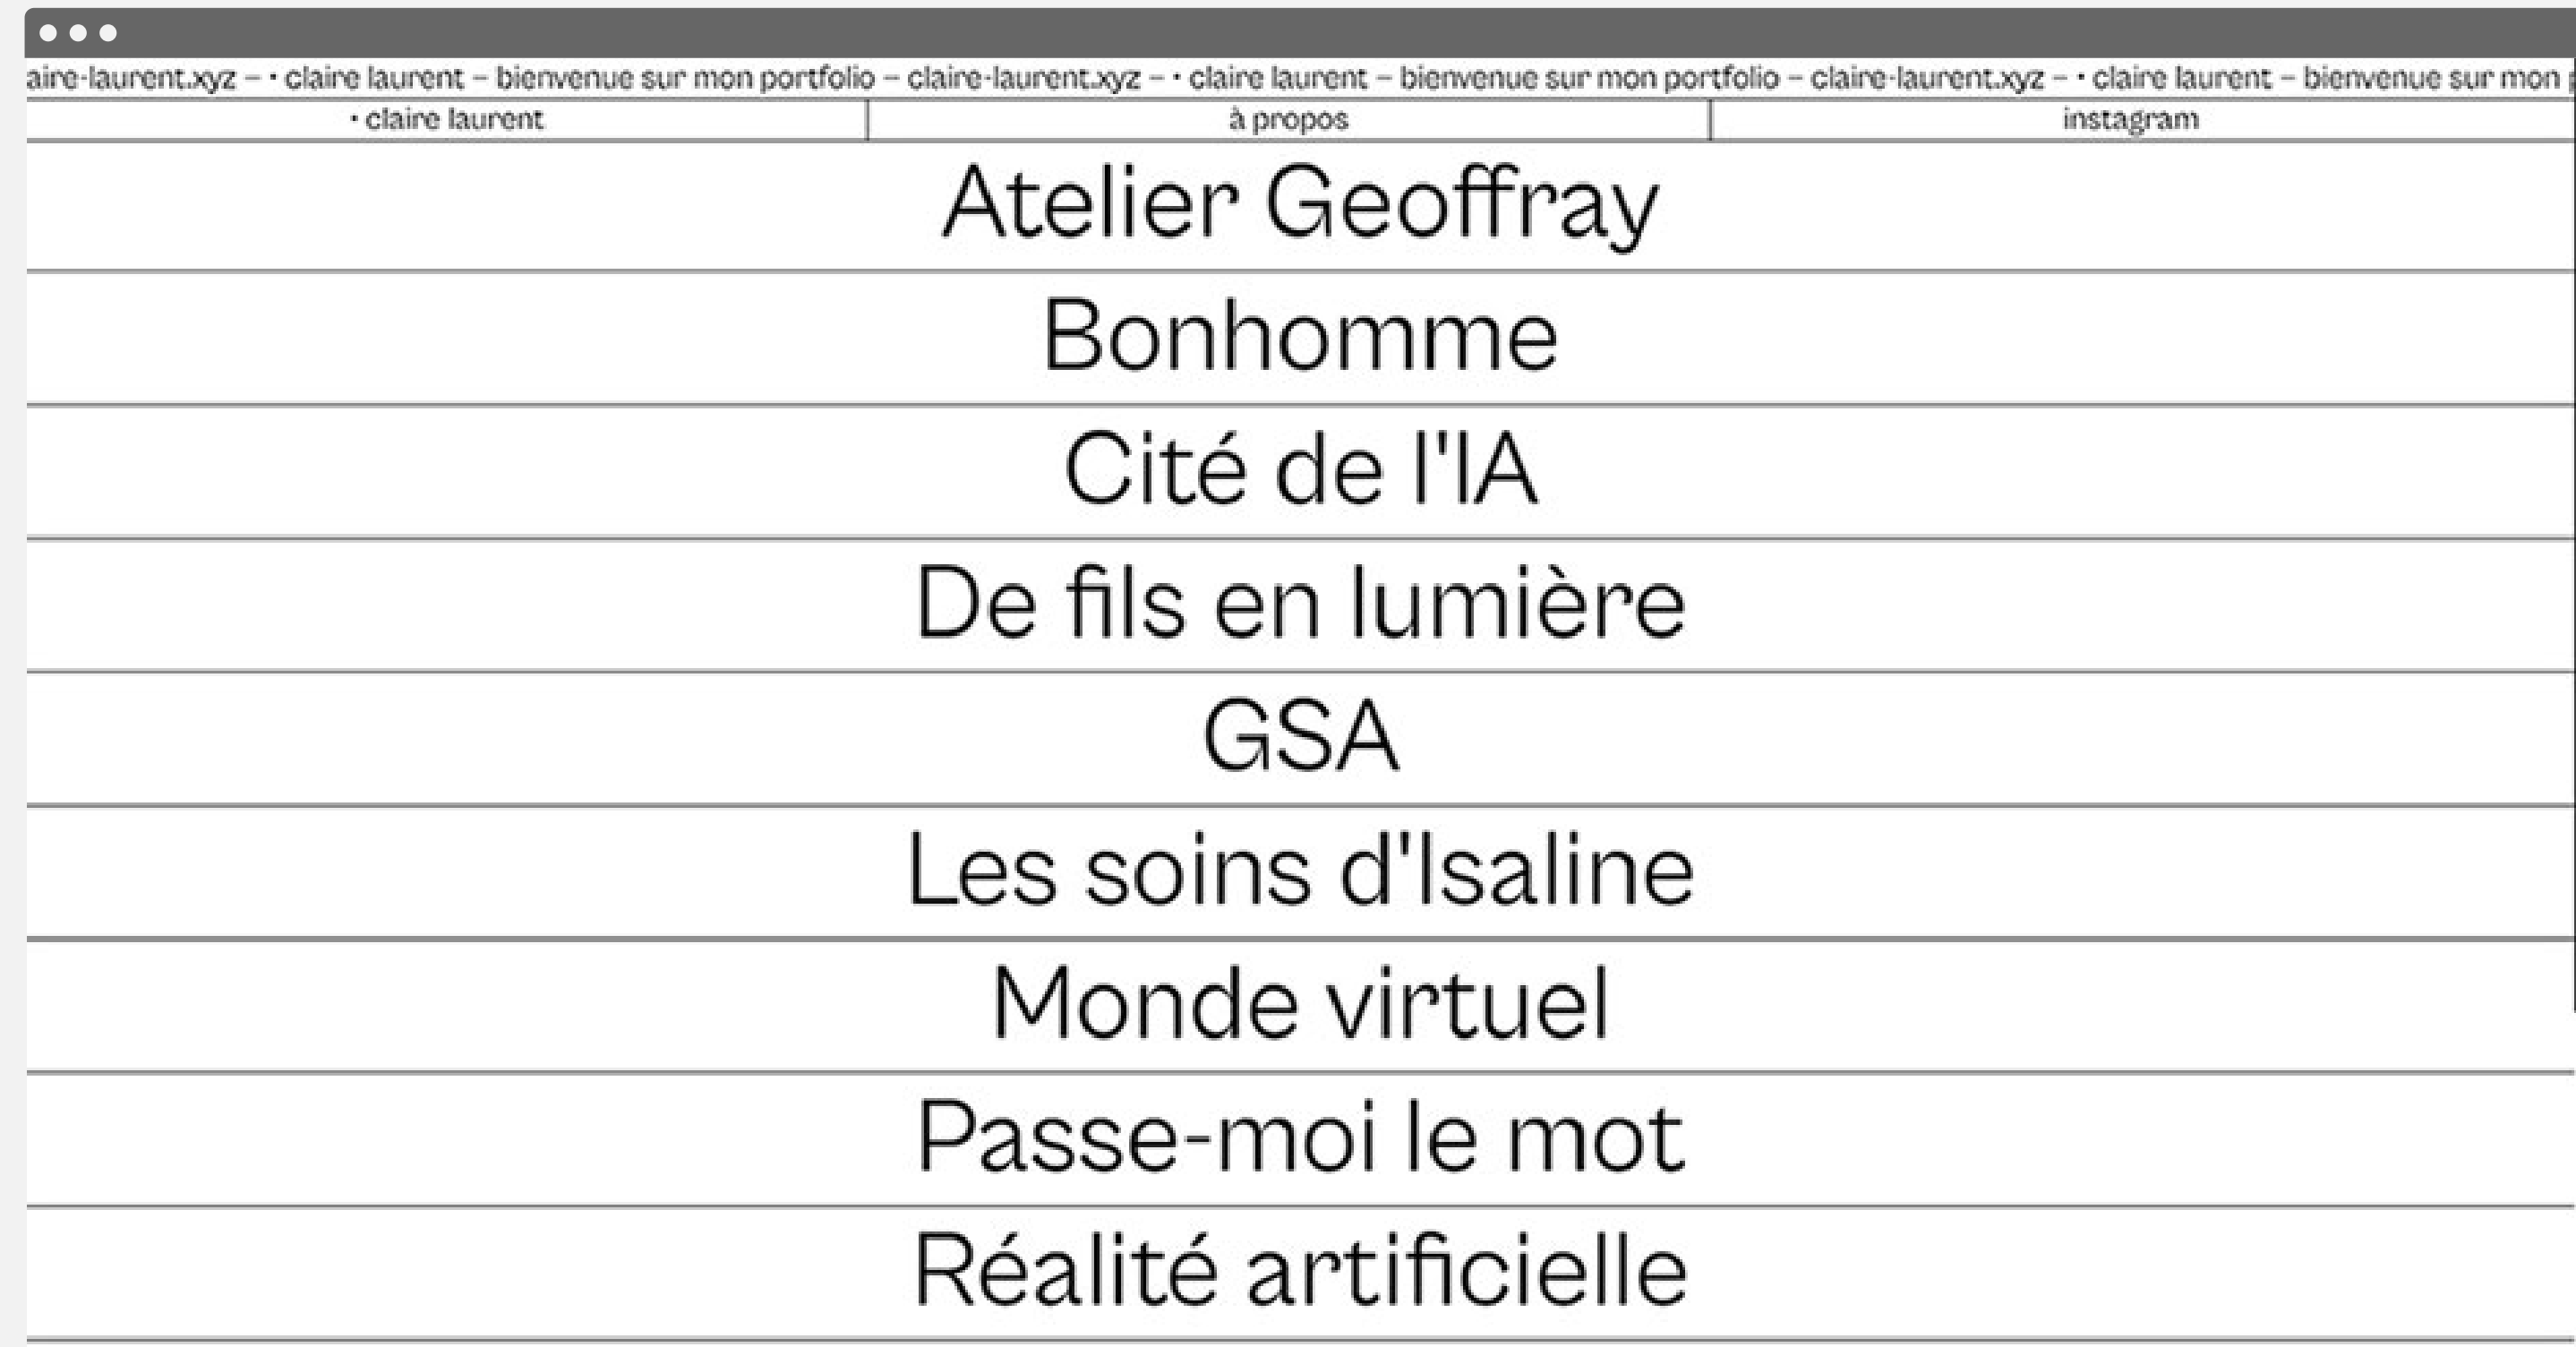 aire-laurent.xyz – • claire laurent – bienvenue sur mon portfolio – claire-laurent.xyz – • claire laurent – bienvenue sur mon portfolio – claire-laurent.xyz – • claire laurent – bienvenue sur mon
• claire laurent
à propos
instagram
Atelier Geoffray
Bonhomme
Cité de l'IA
De fils en lumière
GSA
Les soins d'Isaline
Monde virtuel
Passe-moi le mot
Réalité artificielle